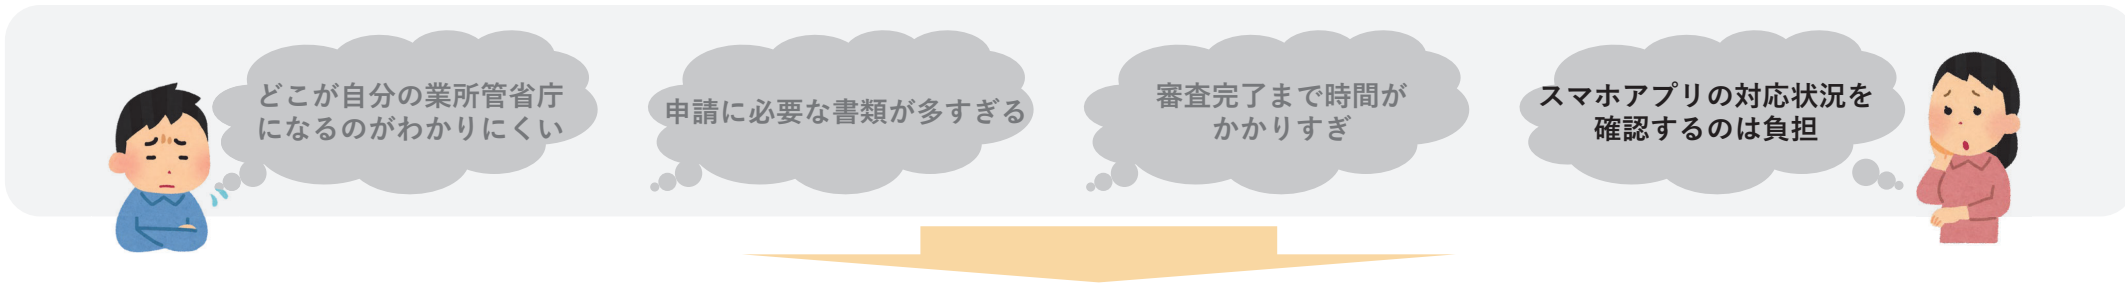 どこが自分の業所管省庁
になるのがわかりにくい
申請に必要な書類が多すぎる
審査完了まで時間が
かかりすぎ
スマホアプリの対応状況を
確認するのは負担